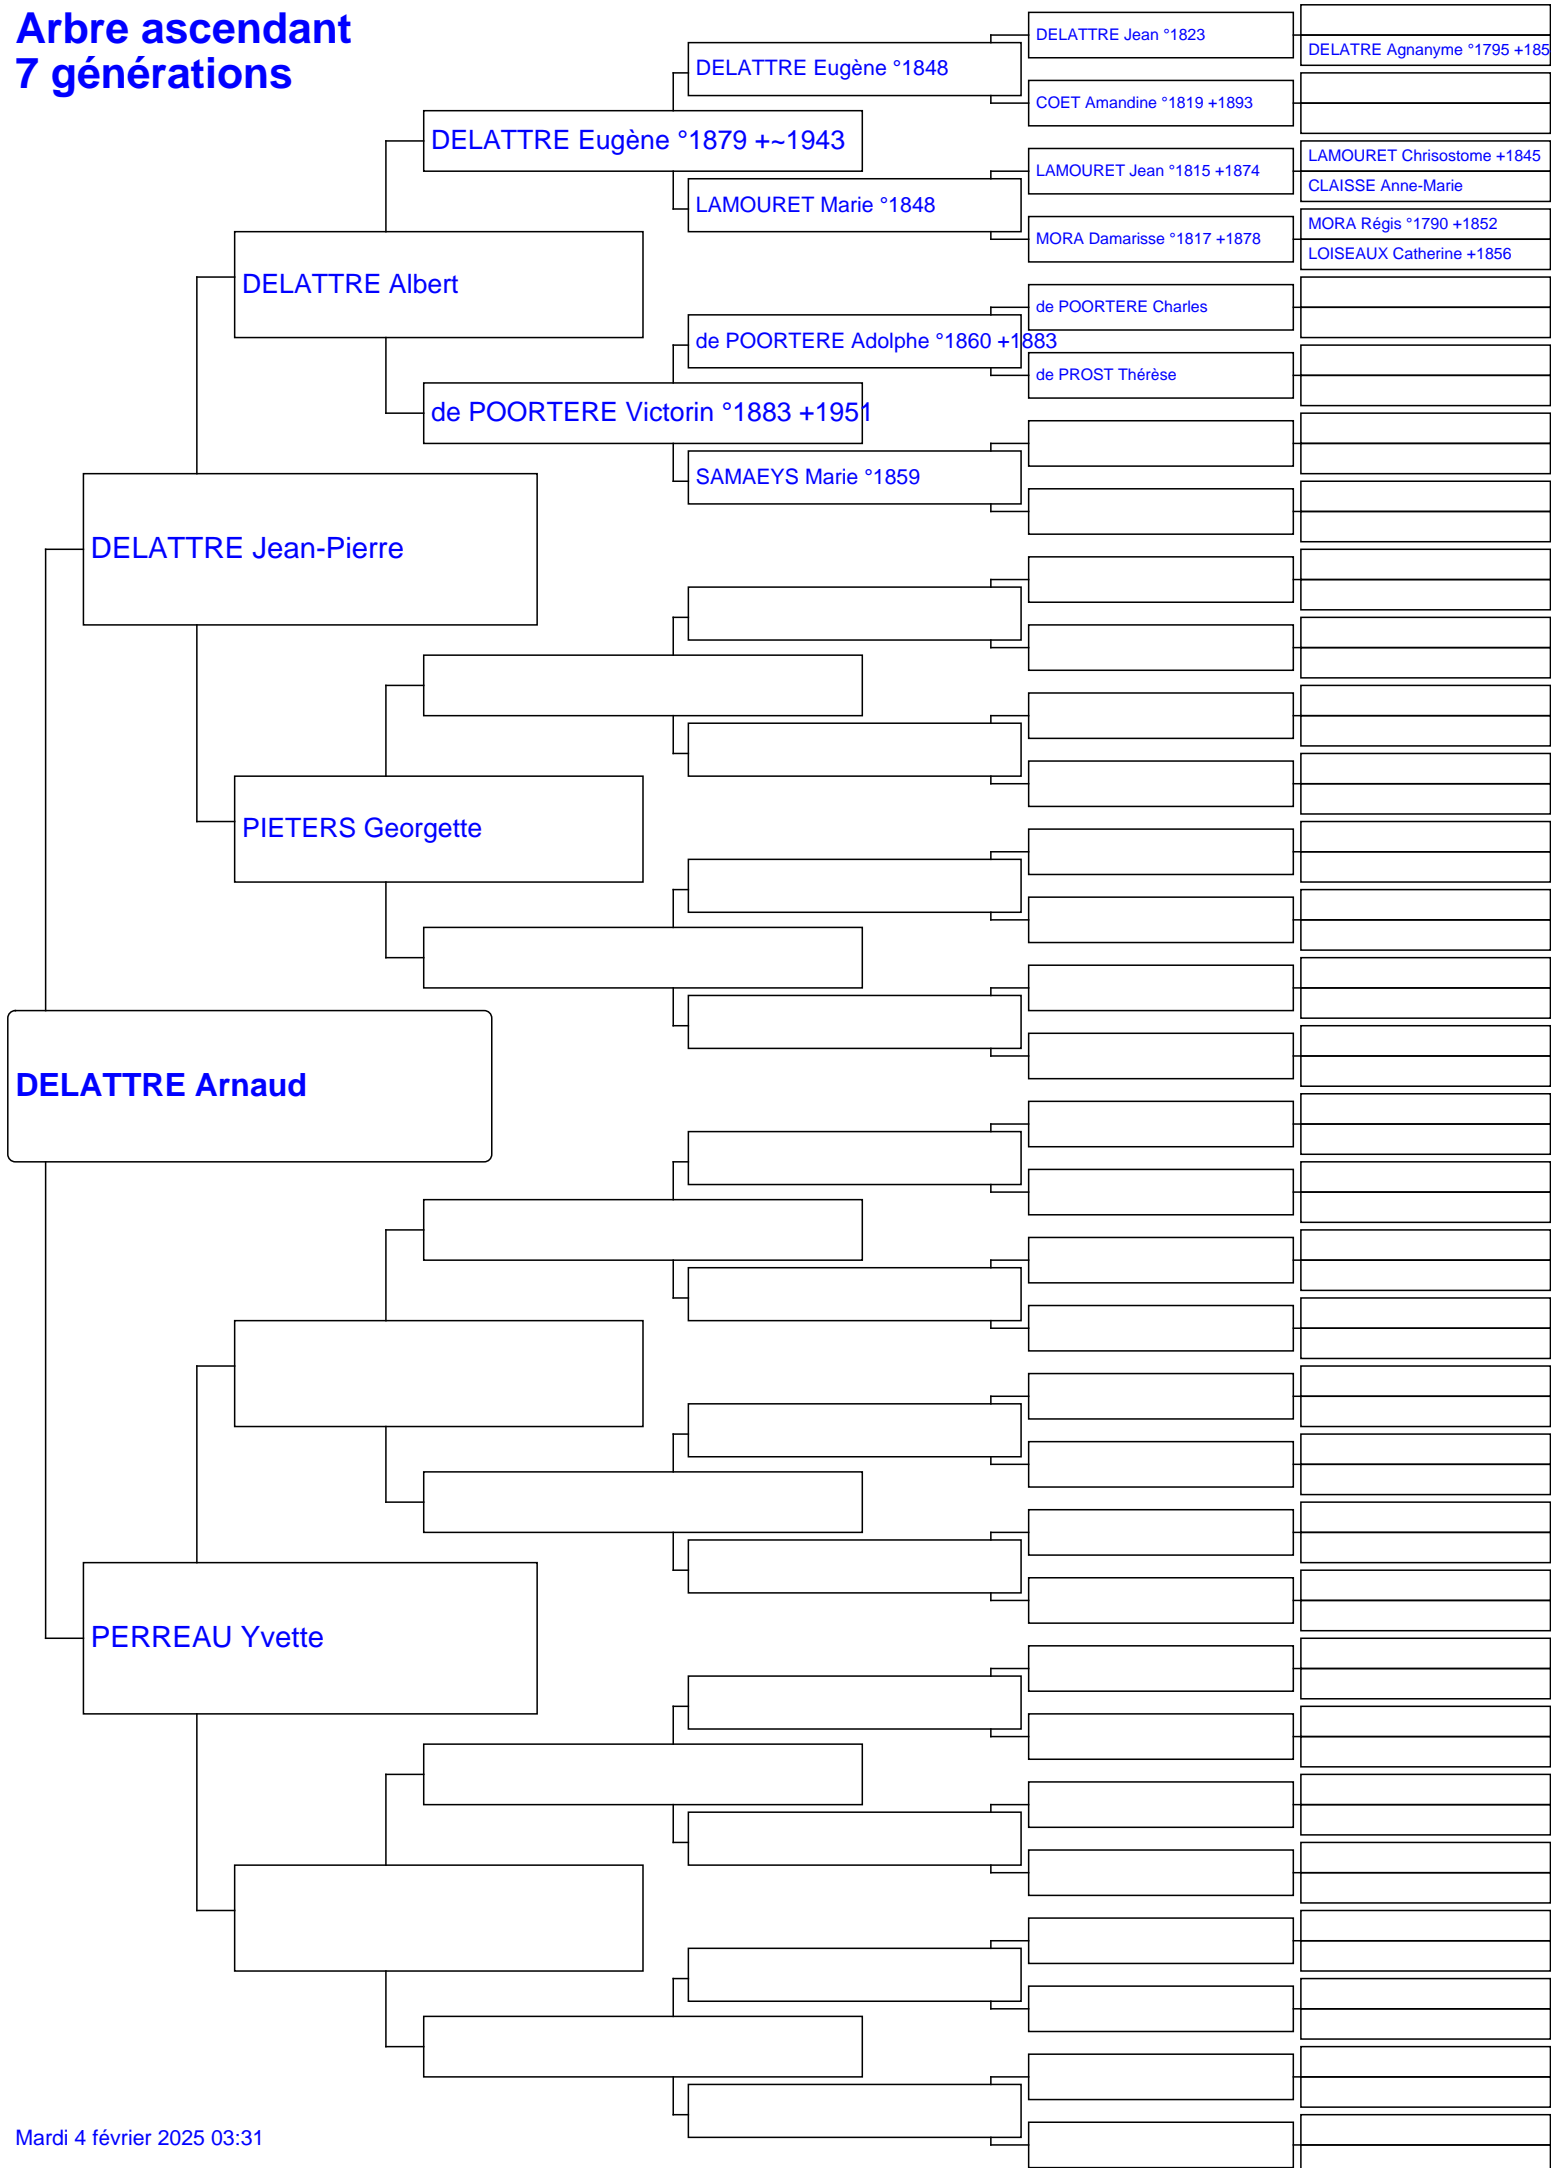 Arbre ascendant
7 générations
DELATTRE Jean °1823
DELATRE Agnanyme °1795 +185
DELATTRE Eugène °1848
COET Amandine °1819 +1893
DELATTRE Eugène °1879 +~1943
LAMOURET Chrisostome +1845
LAMOURET Jean °1815 +1874
CLAISSE Anne-Marie
LAMOURET Marie °1848
MORA Régis °1790 +1852
MORA Damarisse °1817 +1878
LOISEAUX Catherine +1856
DELATTRE Albert
de POORTERE Charles
de POORTERE Adolphe °1860 +1883
de PROST Thérèse
de POORTERE Victorin °1883 +1951
SAMAEYS Marie °1859
DELATTRE Jean-Pierre
PIETERS Georgette
DELATTRE Arnaud
PERREAU Yvette
Mardi 4 février 2025 03:31